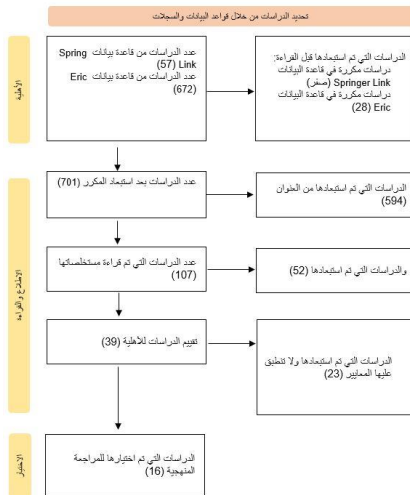 تحديد الدراسات من خلال قواعد البيانات والسجلات
الأهلية
عدد الدراسات من قاعدة بيانات Spring
Link (57)
عدد الدراسات من قاعدة بيانات Eric
(672)
الدراسات التي تم استبعادها قبل القراءة:
دراسات مكررة في قاعدة البيانات
Springer Link (صفر)
دراسات مكررة في قاعدة البيانات
Eric (28)
عدد الدراسات بعد استبعاد المكرر (701)
الدراسات التي تم استبعادها من العنوان
(594)
الاطلاع والقراءة
عدد الدراسات التي تم قراءة مستخلصاتها
(107)
والدراسات التي تم استبعادها (52)
تقييم الدراسات للأهلية (39)
الدراسات التي تم استبعادها ولا تنطبق
عليها المعايير (23)
الاختيار
الدراسات التي تم اختيارها للمراجعة
المنهجية (16)